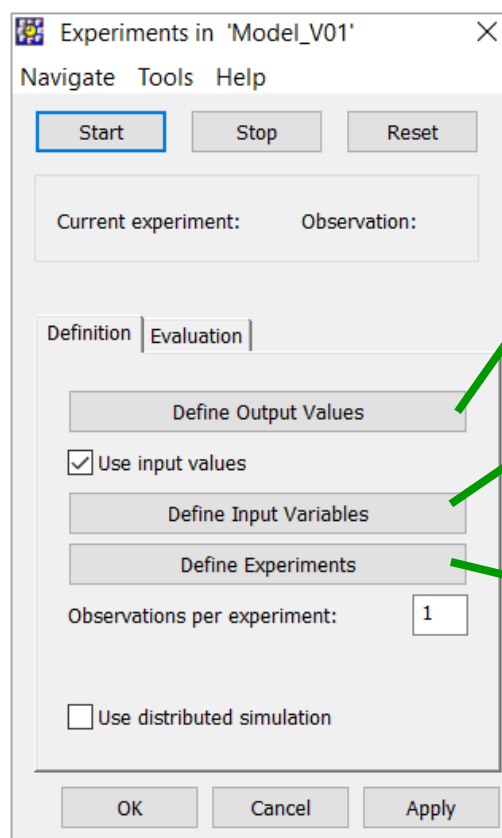 Experiments in 'Model_V01'
Navigate Tools Help
Start Stop Reset
Current experiment: Observation:
Definition Evaluation
Define Output Values
Use input values
Define Input Variables
Define Experiments
Observations per experiment: 1
Use distributed simulation
OK Cancel Apply